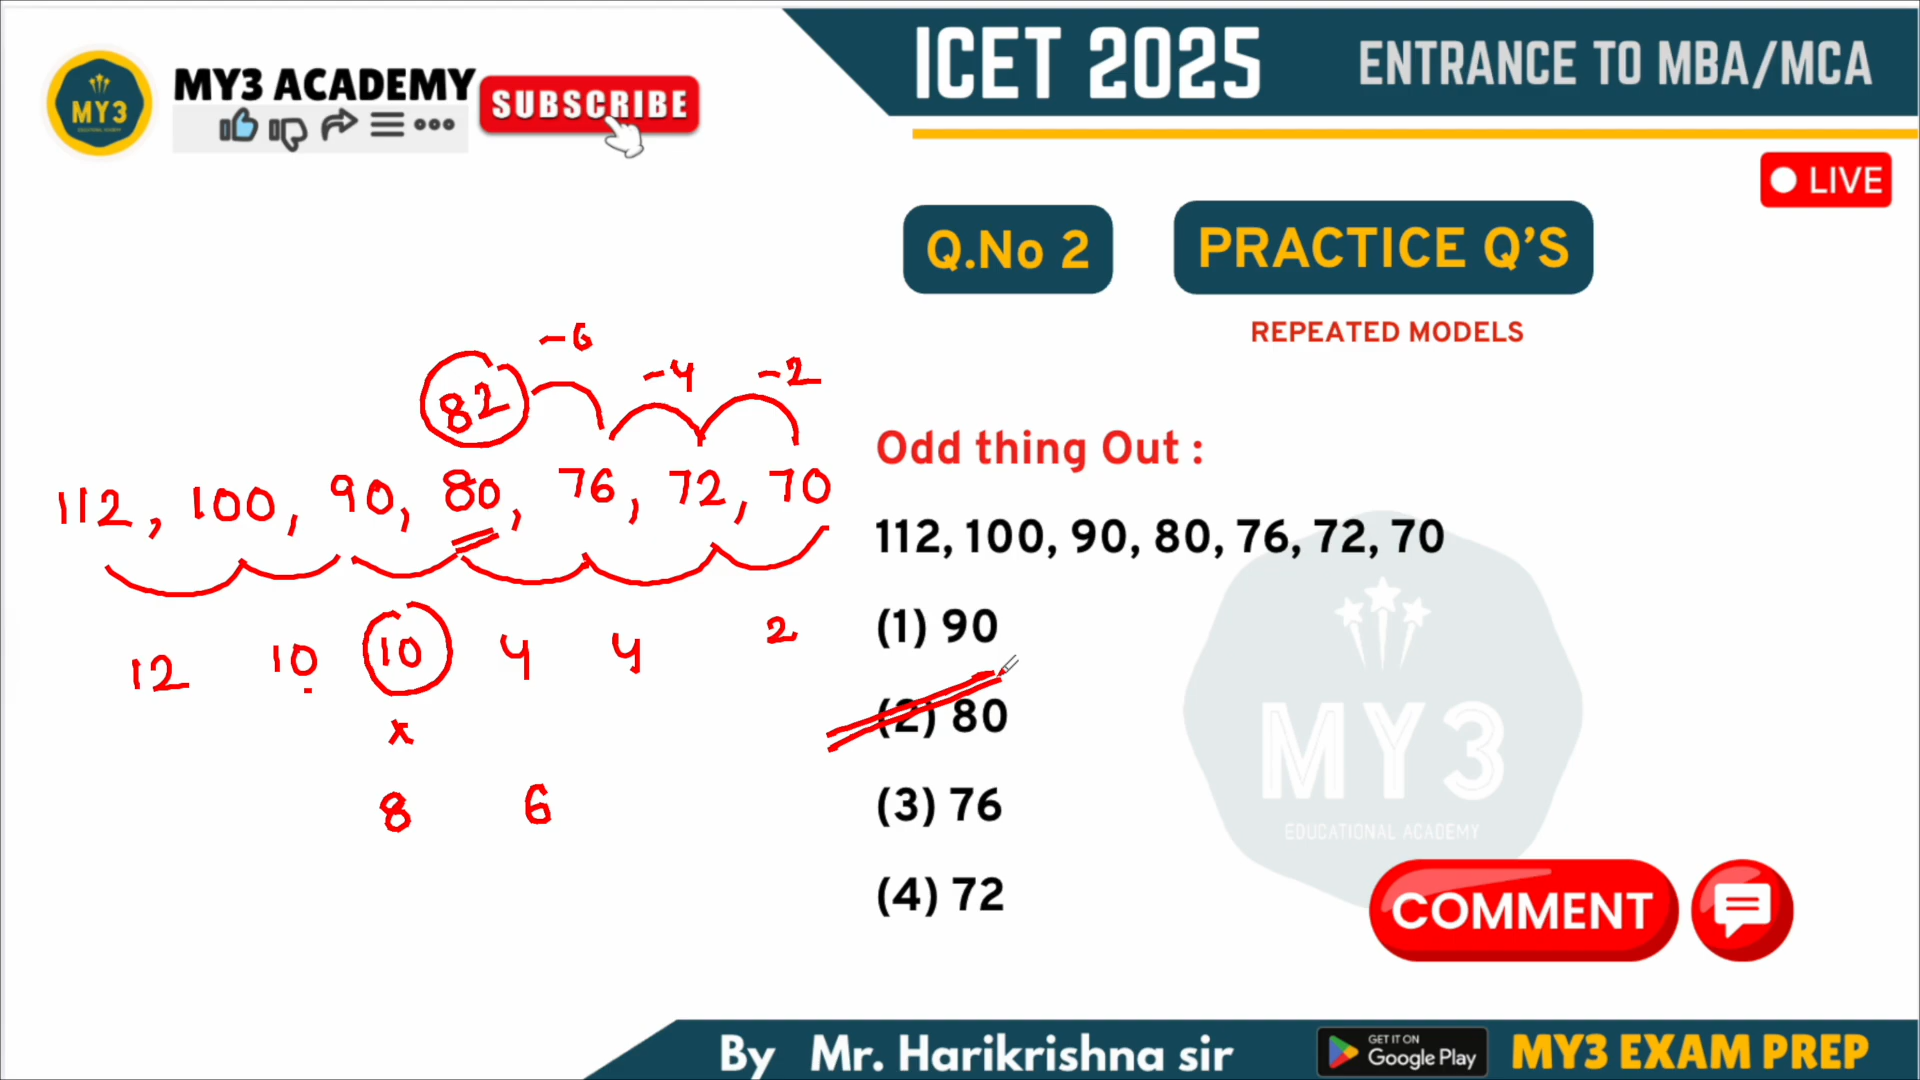 MY3
EDUCATIONAL ACADEMY
MY3 ACADEMY
SUBSCRIBE
ICET 2025
ENTRANCE TO MBA/MCA
LIVE
Q.No 2
PRACTICE Q'S
REPEATED MODELS
-6
82 -4 -2
112, 100, 90, 80, 76, 72, 70
12 10 10 4 4 2
x
8 6
Odd thing Out :
112, 100, 90, 80, 76, 72, 70
(1) 90
(2) 80
(3) 76
(4) 72
MY3
EDUCATIONAL ACADEMY
COMMENT
By Mr. Harikrishna sir
GET IT ON
Google Play
MY3 EXAM PREP